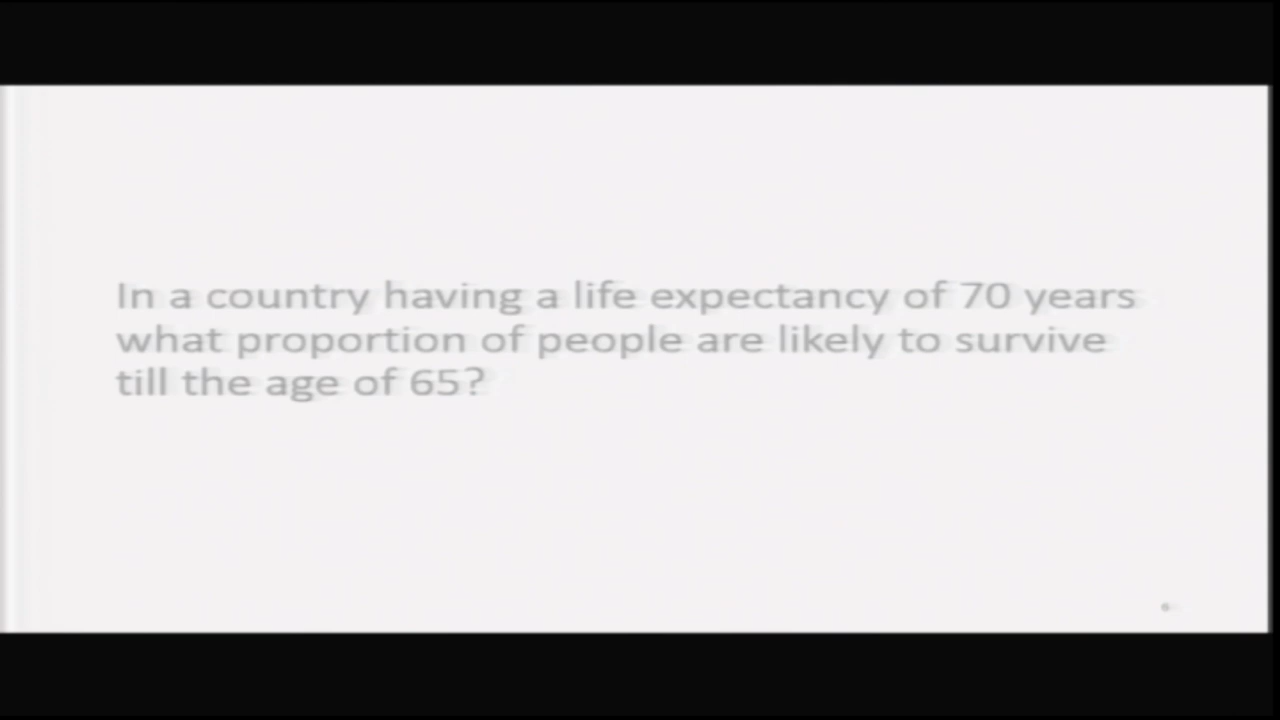 In a country having a life expectancy of 70 years
what proportion of people are likely to survive
till the age of 65?